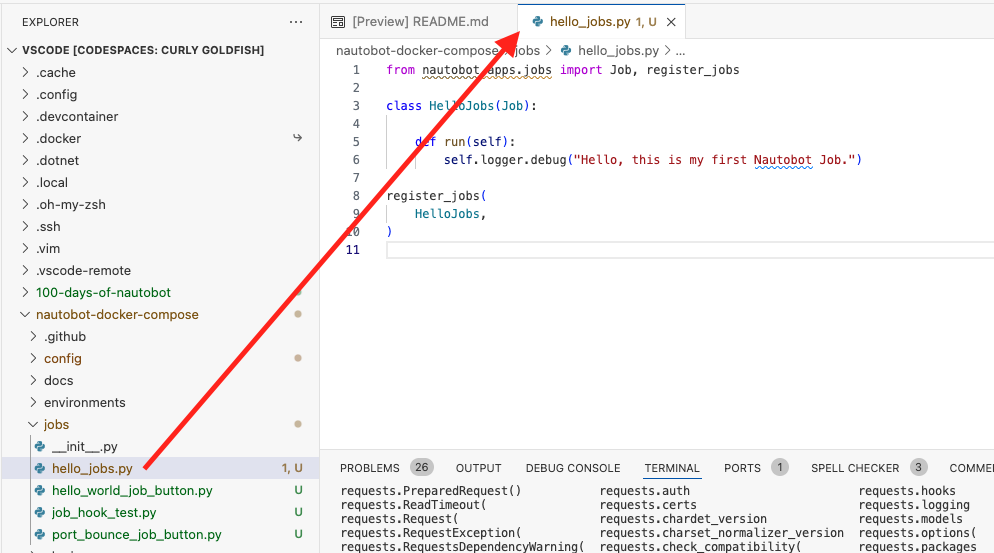 EXPLORER
VSCODE [CODESPACES: CURLY GOLDFISH]
.cache
.config
.devcontainer
.docker
.dotnet
.local
.oh-my-zsh
.ssh
.vim
.vscode-remote
100-days-of-nautobot
nautobot-docker-compose
.github
config
docs
environments
jobs
__init__.py
hello_jobs.py 1, U
hello_world_job_button.py U
job_hook_test.py U
port_bounce_job_button.py U
[Preview] README.md
hello_jobs.py 1, U
nautobot-docker-compose > jobs > hello_jobs.py > ...
1 from nautobot.apps.jobs import Job, register_jobs
2
3 class HelloJobs(Job):
4
5 def run(self):
6 self.logger.debug("Hello, this is my first Nautobot Job.")
7
8 register_jobs(
9 HelloJobs,
10 )
11
PROBLEMS 26 OUTPUT DEBUG CONSOLE TERMINAL PORTS 1 SPELL CHECKER 3 COMME
requests.PreparedRequest() requests.auth requests.hooks
requests.ReadTimeout( requests.certs requests.logging
requests.Request( requests.chardet_version requests.models
requests.RequestException( requests.charset_normalizer_version requests.options(
requests.RequestsDependencyWarning( requests.check_compatibility( requests.packages